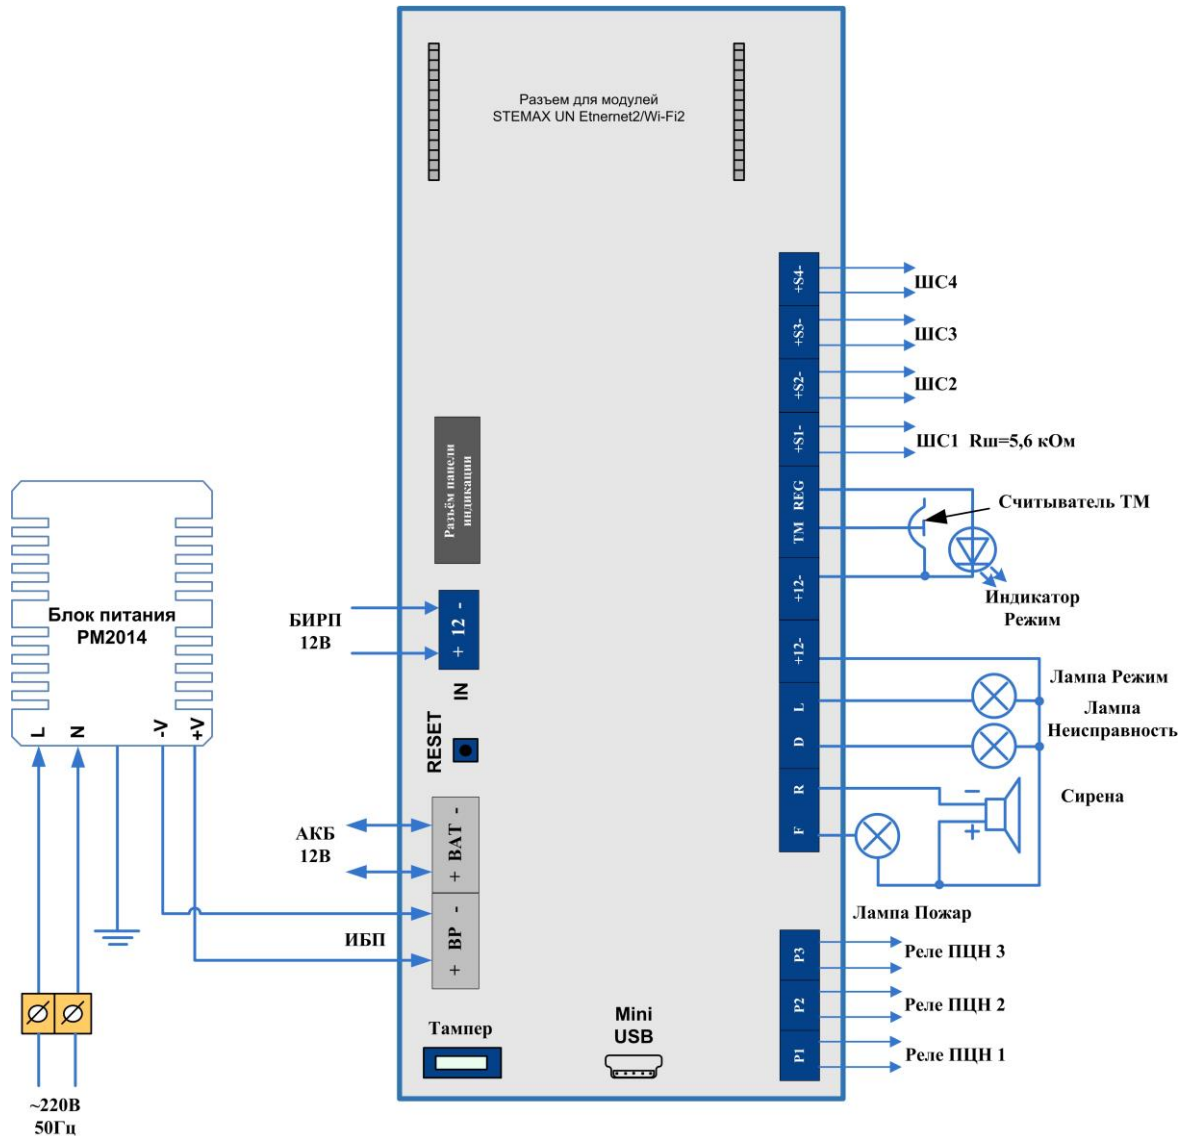 Разъем для модулей
STEMAX UN Etnernet2/Wi-Fi2
+S4-
ШС4
+S3-
ШС3
+S2-
ШС2
+S1-
ШС1 Rш=5,6 кОм
Разъём панели
индикации
REG
TM
Считыватель ТМ
+12-
Индикатор
Режим
Блок питания
PM2014
L
N
-V
+V
БИРП
12В
+ 12 -
IN
RESET
+12-
Лампа Режим
L
Лампа
Неисправность
D
R
Сирена
−
+
F
Лампа Пожар
АКБ
12В
+ BAT -
ИБП
+ BP -
P3
Реле ПЦН 3
P2
Реле ПЦН 2
P1
Реле ПЦН 1
Тампер
Mini
USB
~220В
50Гц